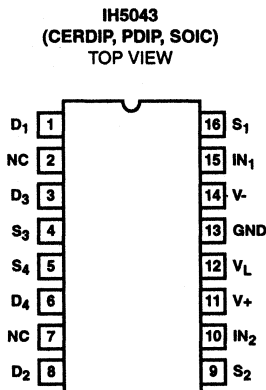 IH5043
(CERDIP, PDIP, SOIC)
TOP VIEW
D1 1 16 S1
NC 2 15 IN1
D3 3 14 V-
S3 4 13 GND
S4 5 12 VL
D4 6 11 V+
NC 7 10 IN2
D2 8 9 S2